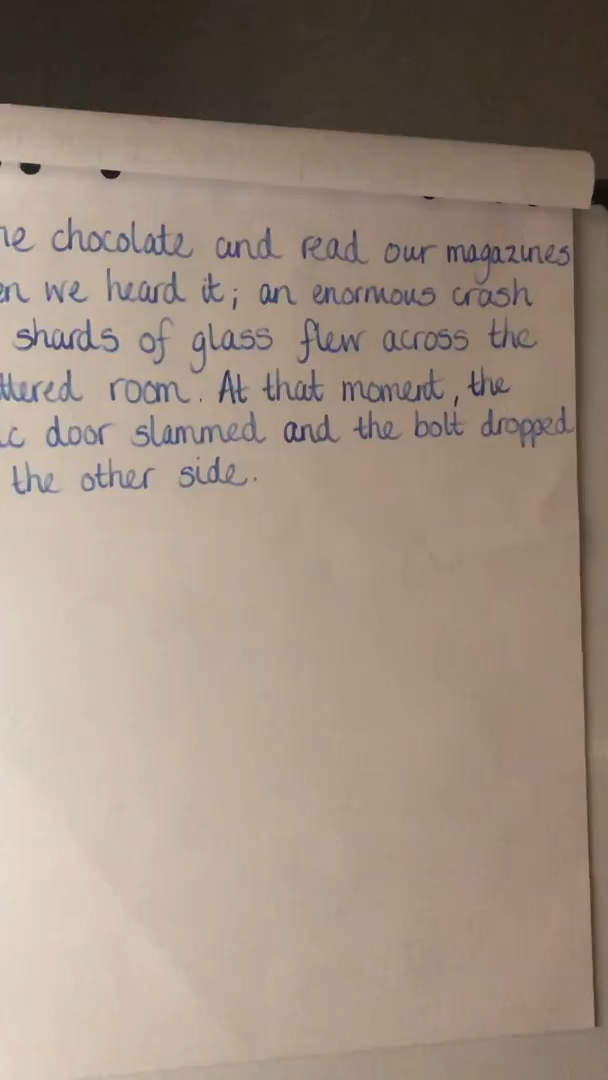 chocolate and read our magazines
we heard it; an enormous crash
shards of glass flew across the
room. At that moment, the
door slammed and the bolt dropped
the other side.